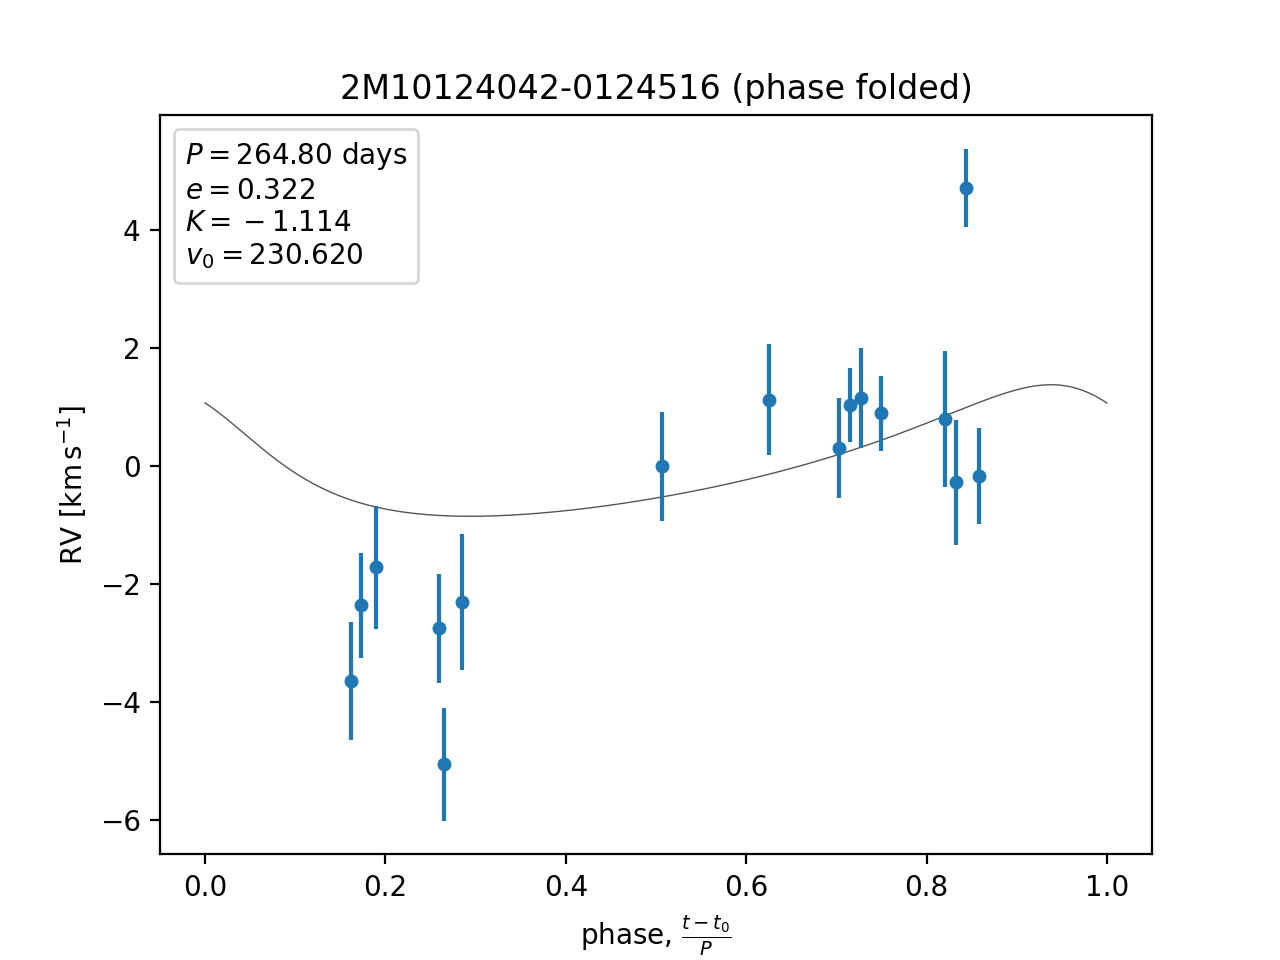 2M10124042-0124516 (phase folded)
P = 264.80 days
e = 0.322
K = −1.114
v₀ = 230.620
4
2
0
−2
−4
−6
RV [km s⁻¹]
0.0 0.2 0.4 0.6 0.8 1.0
phase, (t − t₀)/P